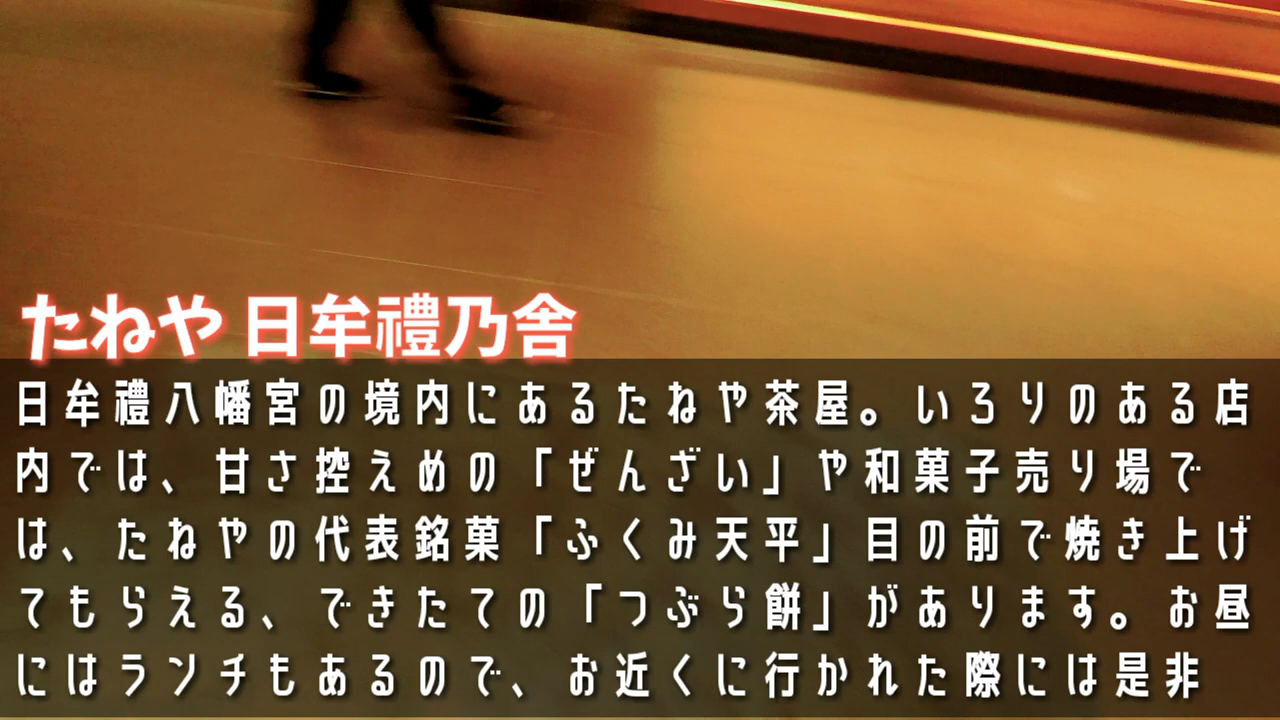 たねや 日牟禮乃舎
日牟禮八幡宮の境内にあるたねや茶屋。いろりのある店
内では、甘さ控えめの「ぜんざい」や和菓子売り場で
は、たねやの代表銘菓「ふくみ天平」目の前で焼き上げ
てもらえる、できたての「つぶら餅」があります。お昼
にはランチもあるので、お近くに行かれた際には是非